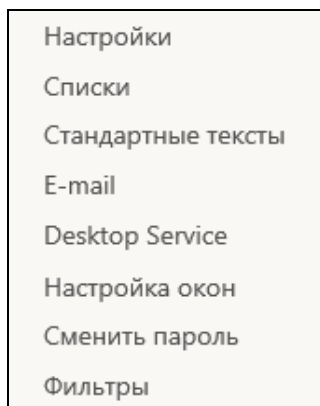 Настройки
Списки
Стандартные тексты
E-mail
Desktop Service
Настройка окон
Сменить пароль
Фильтры